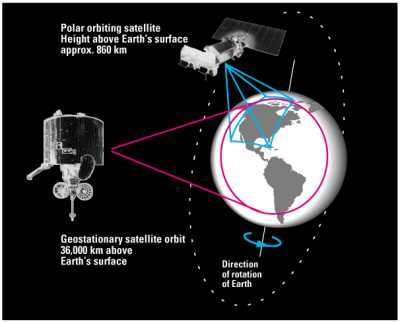 Polar orbiting satellite
Height above Earth's surface
approx. 860 km
Geostationary satellite orbit
36,000 km above
Earth's surface
Direction
of rotation
of Earth